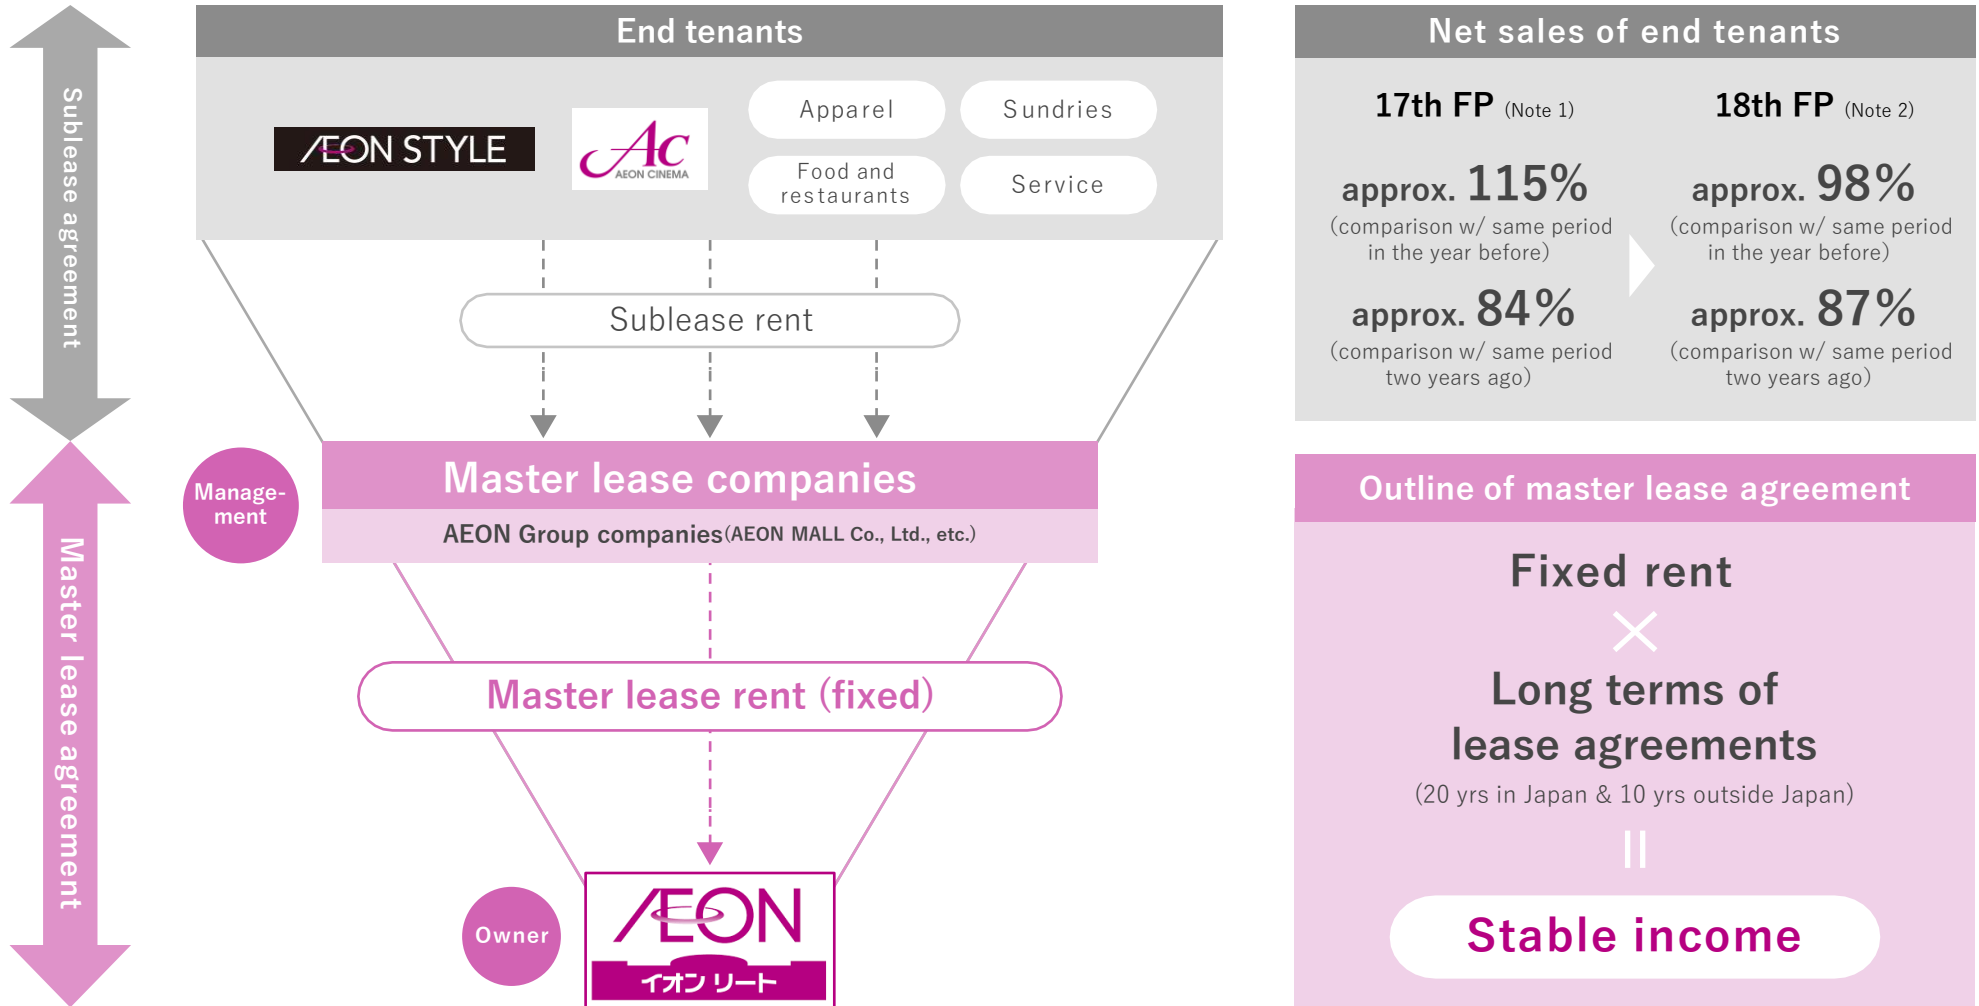 Sublease agreement
End tenants
ÆON STYLE
Ac
AEON CINEMA
Apparel
Sundries
Food and
restaurants
Service
Sublease rent
Master lease agreement
Manage-
ment
Master lease companies
AEON Group companies(AEON MALL Co., Ltd., etc.)
Master lease rent (fixed)
Owner
ÆON
イオン リート
Net sales of end tenants
17th FP (Note 1)
18th FP (Note 2)
approx. 115%
(comparison w/ same period
in the year before)
approx. 98%
(comparison w/ same period
in the year before)
approx. 84%
(comparison w/ same period
two years ago)
approx. 87%
(comparison w/ same period
two years ago)
Outline of master lease agreement
Fixed rent
×
Long terms of
lease agreements
(20 yrs in Japan & 10 yrs outside Japan)
=
Stable income